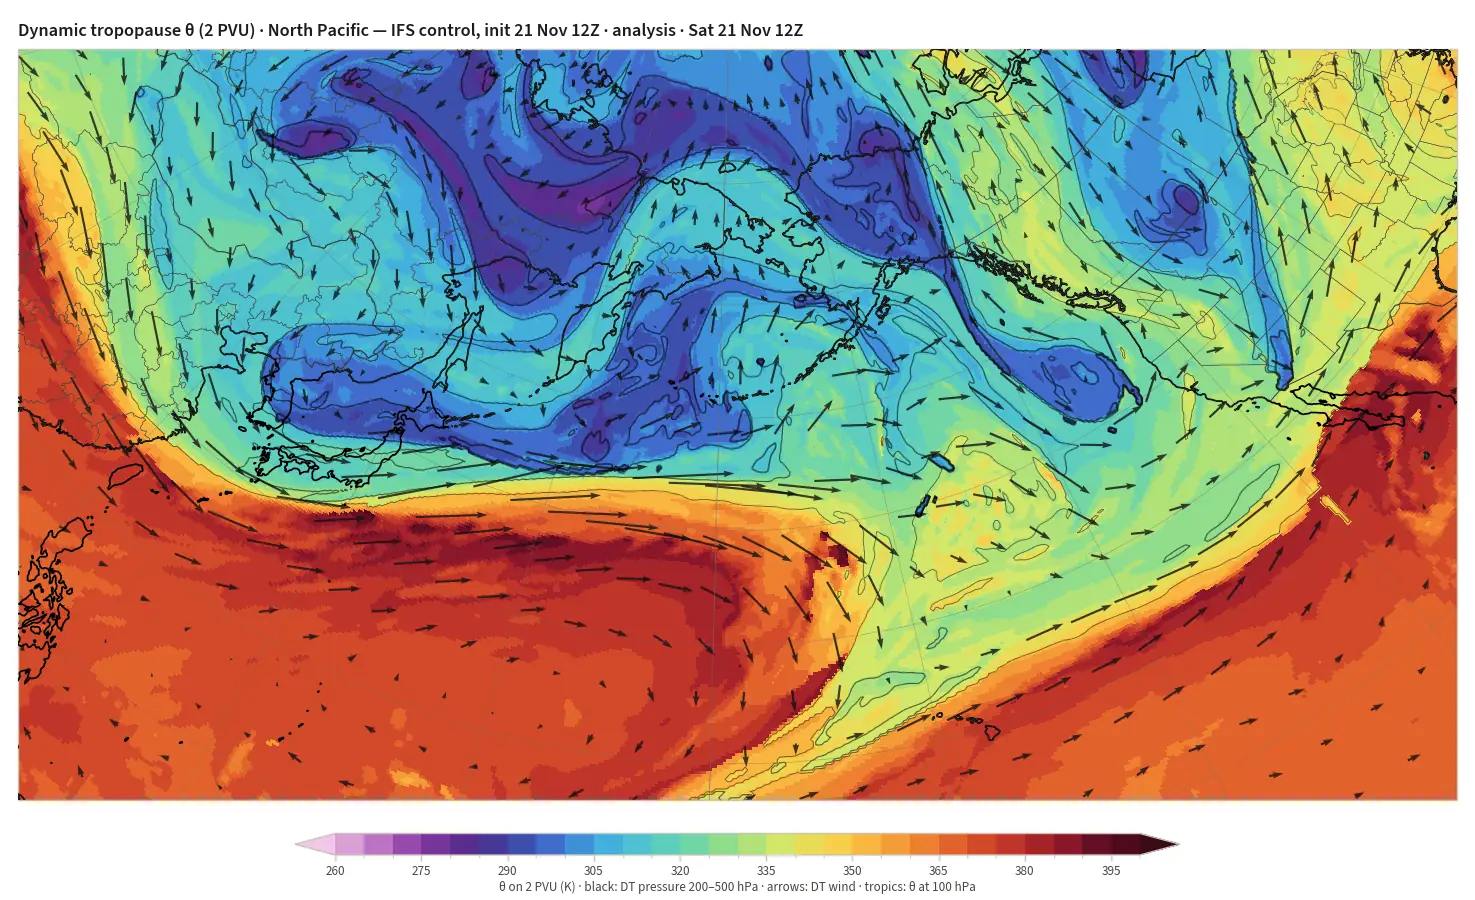 Dynamic tropopause θ (2 PVU) · North Pacific — IFS control, init 21 Nov 12Z · analysis · Sat 21 Nov 12Z
260 275 290 305 320 335 350 365 380 395
θ on 2 PVU (K) · black: DT pressure 200–500 hPa · arrows: DT wind · tropics: θ at 100 hPa